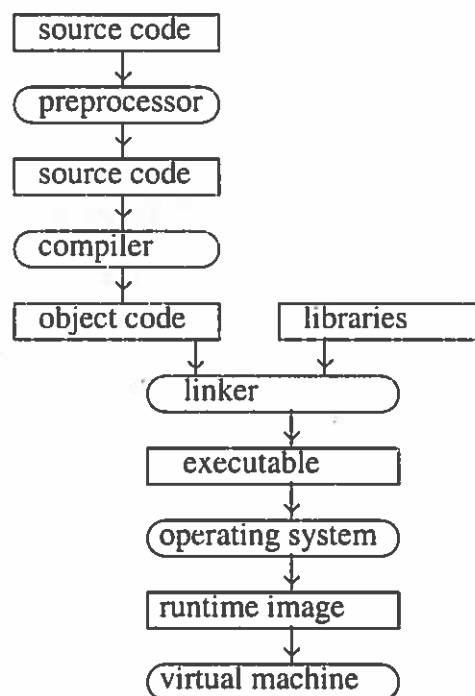 source code
preprocessor
source code
compiler
object code
libraries
linker
executable
operating system
runtime image
virtual machine